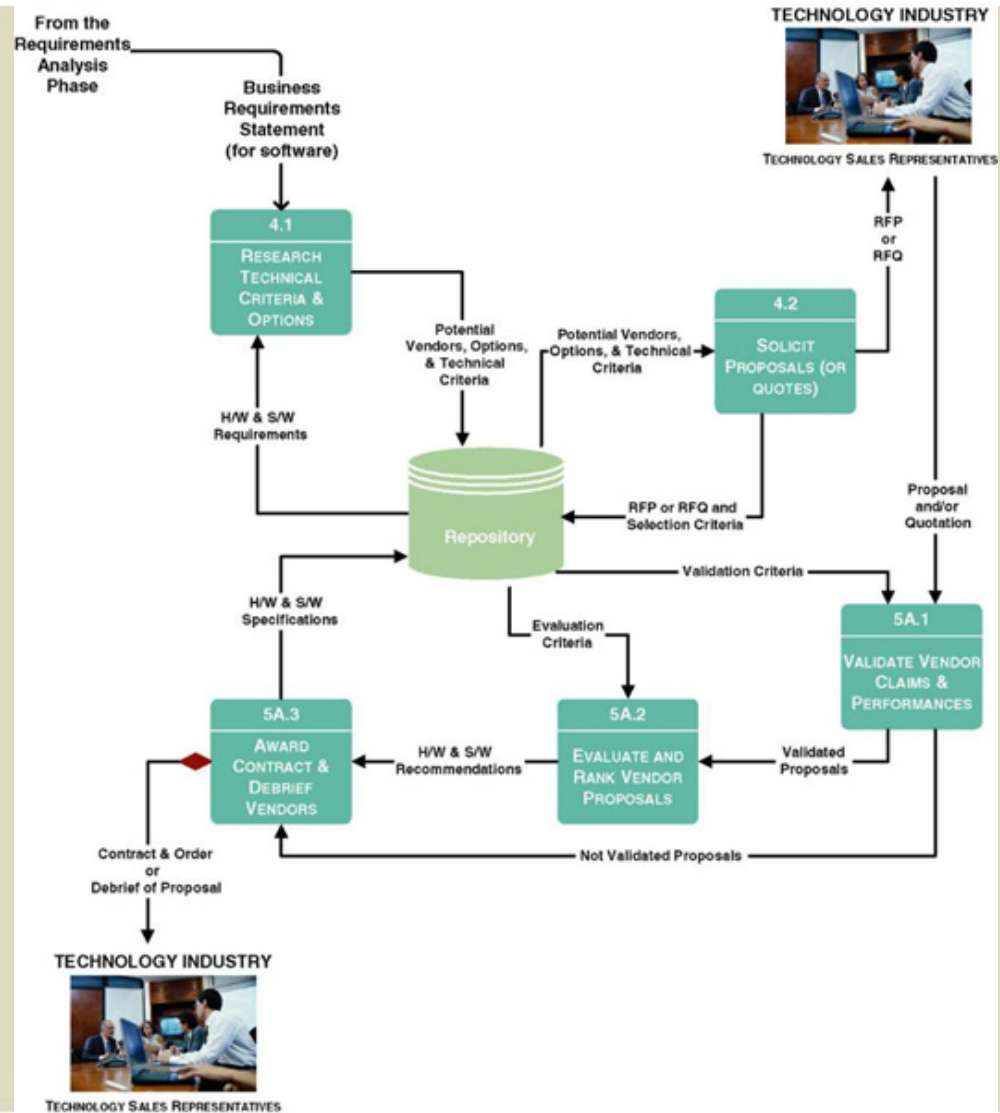 From the
Requirements
Analysis
Phase
Business
Requirements
Statement
(for software)
TECHNOLOGY INDUSTRY
TECHNOLOGY SALES REPRESENTATIVES
RFP
or
RFQ
4.1
RESEARCH
TECHNICAL
CRITERIA &
OPTIONS
4.2
SOLICIT
PROPOSALS (OR
QUOTES)
Potential
Vendors, Options,
& Technical
Criteria
Potential Vendors,
Options, & Technical
Criteria
H/W & S/W
Requirements
Repository
RFP or RFQ and
Selection Criteria
Proposal
and/or
Quotation
Validation Criteria
H/W & S/W
Specifications
Evaluation
Criteria
5A.1
VALIDATE VENDOR
CLAIMS &
PERFORMANCES
5A.3
AWARD
CONTRACT &
DEBRIEF
VENDORS
H/W & S/W
Recommendations
5A.2
EVALUATE AND
RANK VENDOR
PROPOSALS
Validated
Proposals
Not Validated Proposals
Contract & Order
or
Debrief of Proposal
TECHNOLOGY INDUSTRY
TECHNOLOGY SALES REPRESENTATIVES